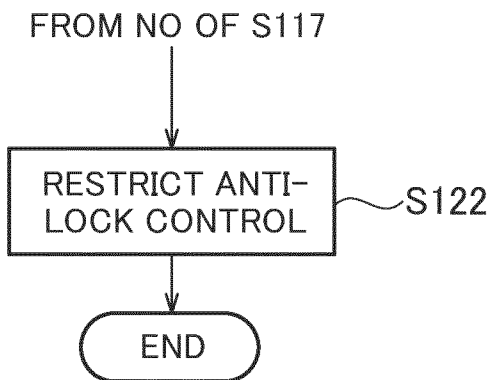 FROM NO OF S117
RESTRICT ANTI-
LOCK CONTROL
S122
END